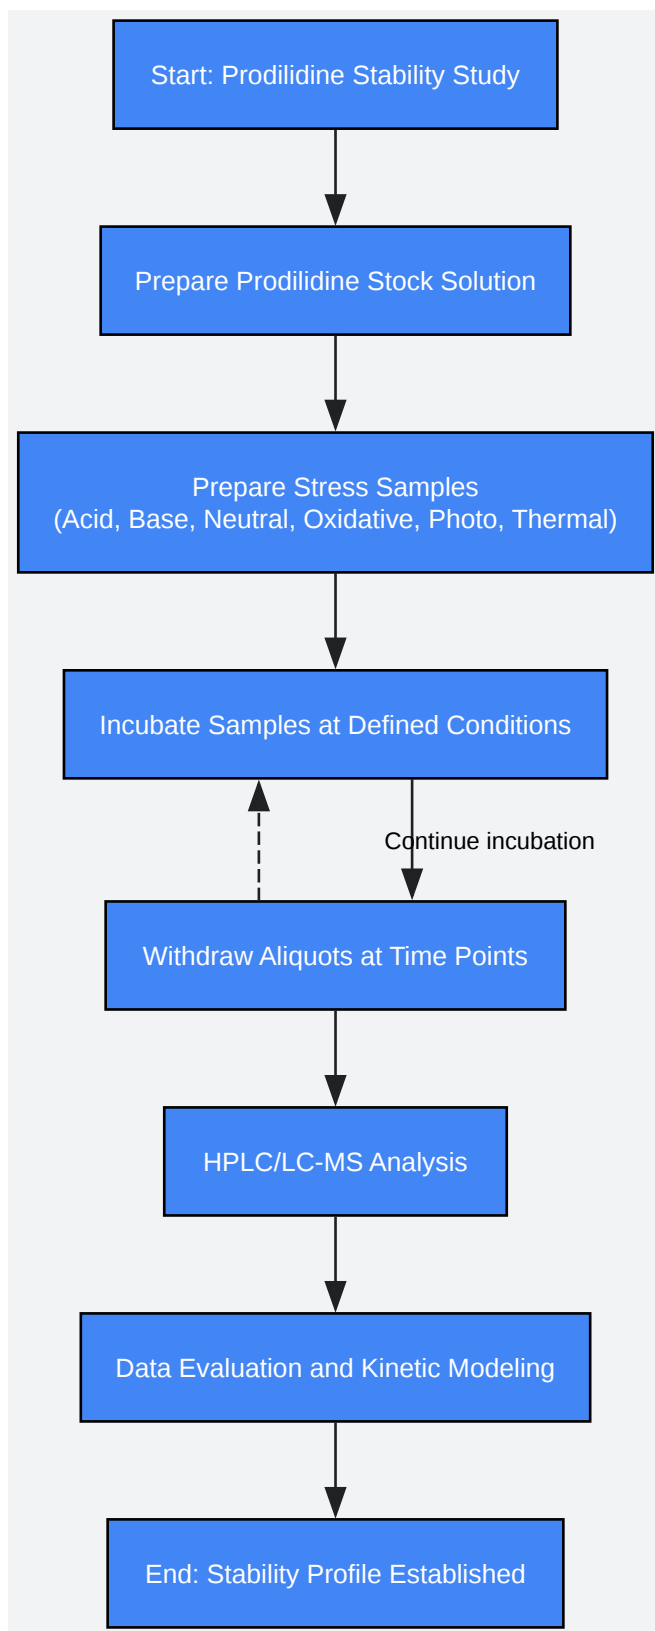 Start: Prodilidine Stability Study
Prepare Prodilidine Stock Solution
Prepare Stress Samples
(Acid, Base, Neutral, Oxidative, Photo, Thermal)
Incubate Samples at Defined Conditions
Continue incubation
Withdraw Aliquots at Time Points
HPLC/LC-MS Analysis
Data Evaluation and Kinetic Modeling
End: Stability Profile Established